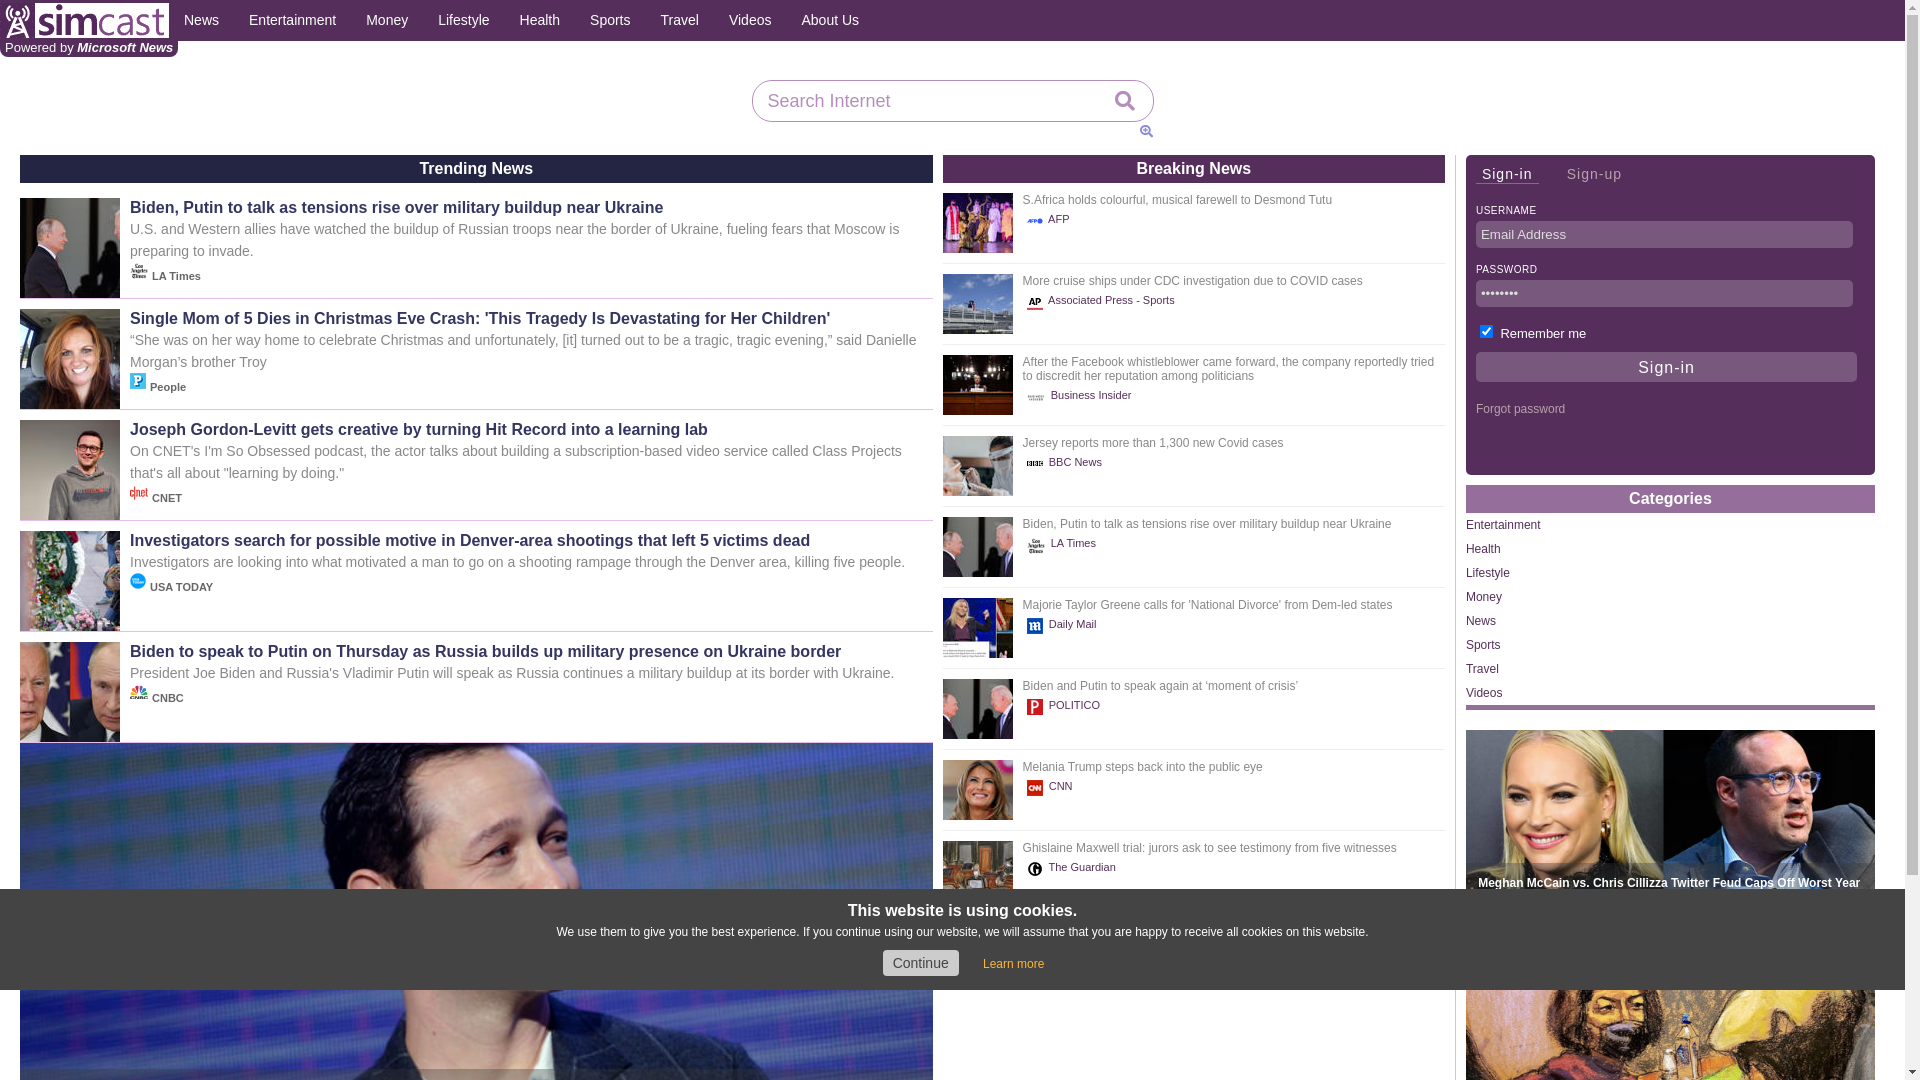 simcast
News
Entertainment
Money
Lifestyle
Health
Sports
Travel
Videos
About Us
Powered by Microsoft News
Search Internet
Trending News
Biden, Putin to talk as tensions rise over military buildup near Ukraine
U.S. and Western allies have watched the buildup of Russian troops near the border of Ukraine, fueling fears that Moscow is
preparing to invade.
LA Times
Single Mom of 5 Dies in Christmas Eve Crash: 'This Tragedy Is Devastating for Her Children'
“She was on her way home to celebrate Christmas and unfortunately, [it] turned out to be a tragic, tragic evening,” said Danielle
Morgan’s brother Troy
People
Joseph Gordon-Levitt gets creative by turning Hit Record into a learning lab
On CNET's I'm So Obsessed podcast, the actor talks about building a subscription-based video service called Class Projects
that's all about "learning by doing."
CNET
Investigators search for possible motive in Denver-area shootings that left 5 victims dead
Investigators are looking into what motivated a man to go on a shooting rampage through the Denver area, killing five people.
USA TODAY
Biden to speak to Putin on Thursday as Russia builds up military presence on Ukraine border
President Joe Biden and Russia's Vladimir Putin will speak as Russia continues a military buildup at its border with Ukraine.
CNBC
Breaking News
S.Africa holds colourful, musical farewell to Desmond Tutu
AFP
More cruise ships under CDC investigation due to COVID cases
AP Associated Press - Sports
After the Facebook whistleblower came forward, the company reportedly tried
to discredit her reputation among politicians
Business Insider
Jersey reports more than 1,300 new Covid cases
BBC BBC News
Biden, Putin to talk as tensions rise over military buildup near Ukraine
LA Times
Majorie Taylor Greene calls for 'National Divorce' from Dem-led states
Daily Mail
Biden and Putin to speak again at ‘moment of crisis’
POLITICO
Melania Trump steps back into the public eye
CNN CNN
Ghislaine Maxwell trial: jurors ask to see testimony from five witnesses
The Guardian
Sign-in
Sign-up
USERNAME
Email Address
PASSWORD
••••••••
Remember me
Sign-in
Forgot password
Categories
Entertainment
Health
Lifestyle
Money
News
Sports
Travel
Videos
Meghan McCain vs. Chris Cillizza Twitter Feud Caps Off Worst Year
This website is using cookies.
We use them to give you the best experience. If you continue using our website, we will assume that you are happy to receive all cookies on this website.
Continue
Learn more